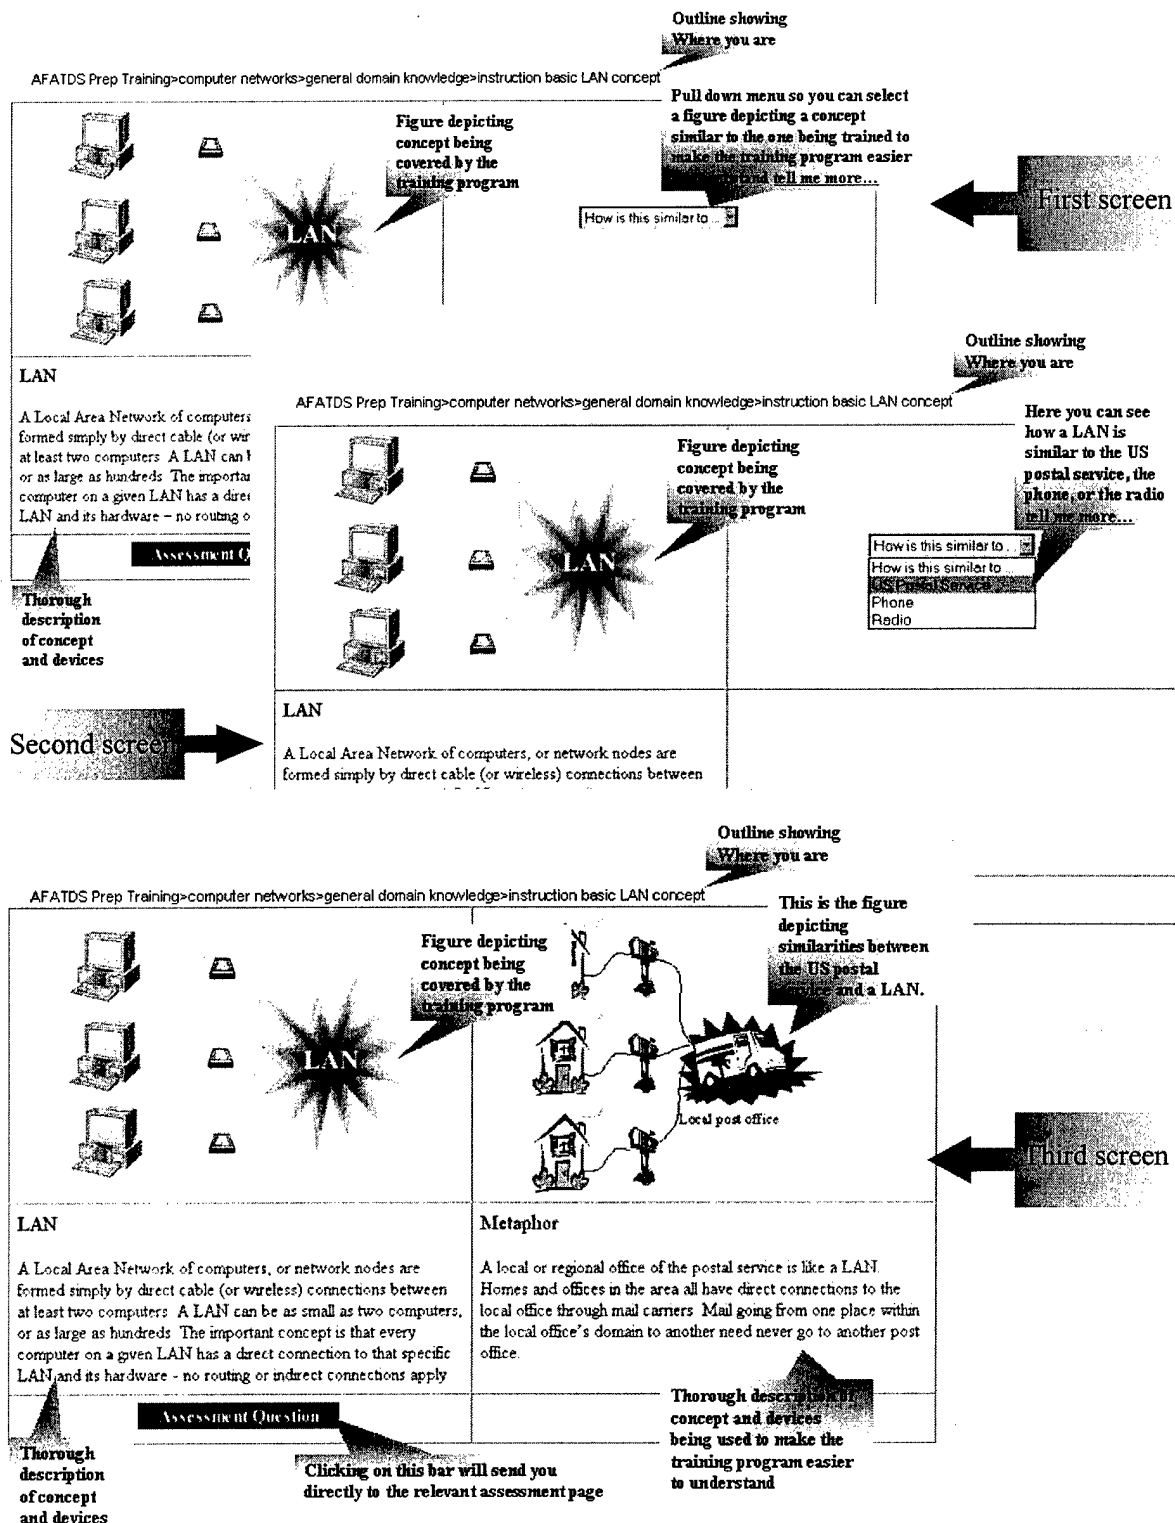 Outline showing
Where you are
AFATDS Prep Training>computer networks>general domain knowledge>instruction basic LAN concept
Figure depicting
concept being
covered by the
training program
Pull down menu so you can select
a figure depicting a concept
similar to the one being trained to
make the training program easier
tell me more...
How is this similar to ...
LAN
First screen
LAN
A Local Area Network of computers
formed simply by direct cable (or wir
at least two computers A LAN can b
or as large as hundreds The importan
computer on a given LAN has a direc
LAN and its hardware – no routing o
Assessment Q
Thorough
description
of concept
and devices
Outline showing
Where you are
AFATDS Prep Training>computer networks>general domain knowledge>instruction basic LAN concept
Figure depicting
concept being
covered by the
training program
Here you can see
how a LAN is
similar to the US
postal service, the
phone, or the radio
tell me more...
LAN
How is this similar to ...
How is this similar to ...
US Postal Service
Phone
Radio
Second screen
LAN
A Local Area Network of computers, or network nodes are
formed simply by direct cable (or wireless) connections between
Outline showing
Where you are
AFATDS Prep Training>computer networks>general domain knowledge>instruction basic LAN concept
Figure depicting
concept being
covered by the
training program
This is the figure
depicting
similarities between
the US postal
service and a LAN.
LAN
Local post office
Third screen
LAN
A Local Area Network of computers, or network nodes are
formed simply by direct cable (or wireless) connections between
at least two computers A LAN can be as small as two computers,
or as large as hundreds The important concept is that every
computer on a given LAN has a direct connection to that specific
LAN and its hardware - no routing or indirect connections apply
Metaphor
A local or regional office of the postal service is like a LAN.
Homes and offices in the area all have direct connections to the
local office through mail carriers Mail going from one place within
the local office's domain to another need never go to another post
office.
Assessment Question
Thorough
description
of concept
and devices
Clicking on this bar will send you
directly to the relevant assessment page
Thorough description of
concept and devices
being used to make the
training program easier
to understand